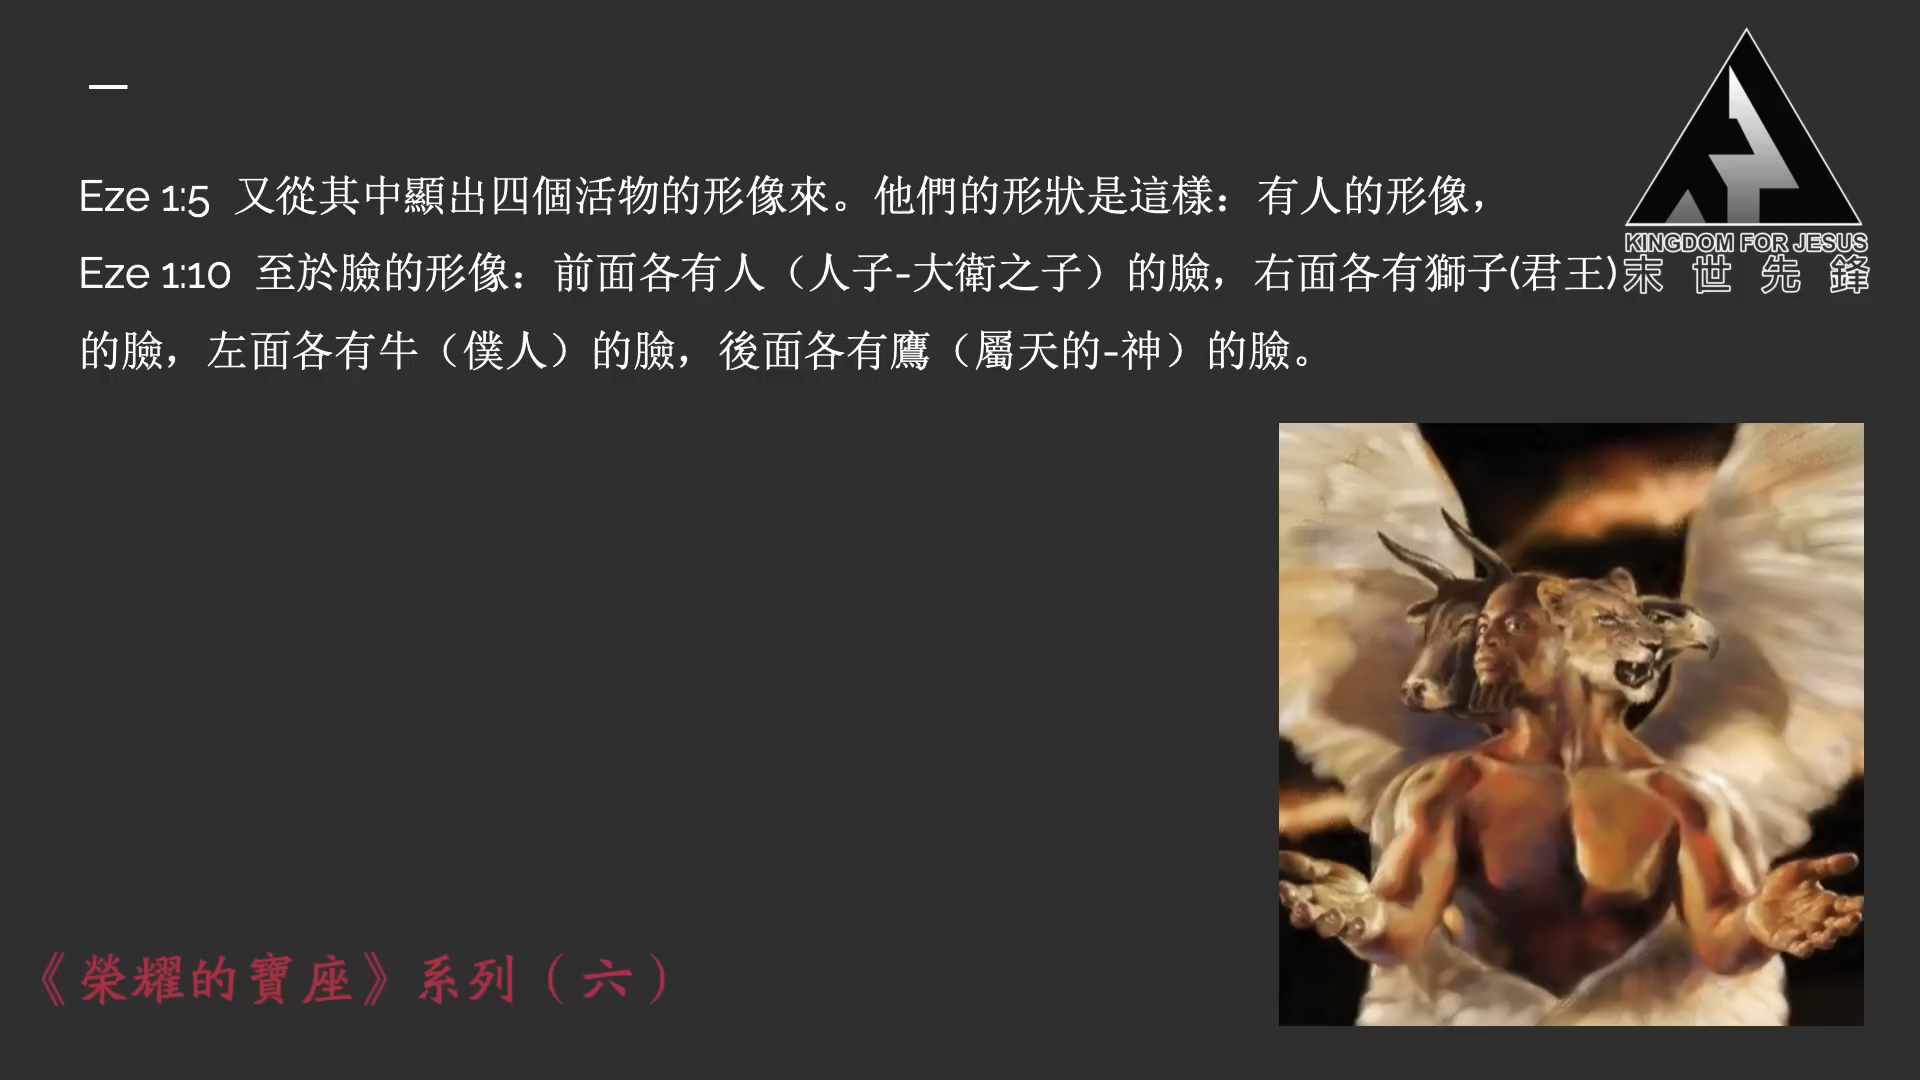 Eze 1:5 又從其中顯出四個活物的形像來。他們的形狀是這樣：有人的形像，
Eze 1:10 至於臉的形像：前面各有人（人子-大衛之子）的臉，右面各有獅子(君王)
的臉，左面各有牛（僕人）的臉，後面各有鷹（屬天的-神）的臉。
KINGDOM FOR JESUS
末世先鋒
《榮耀的寶座》系列（六）